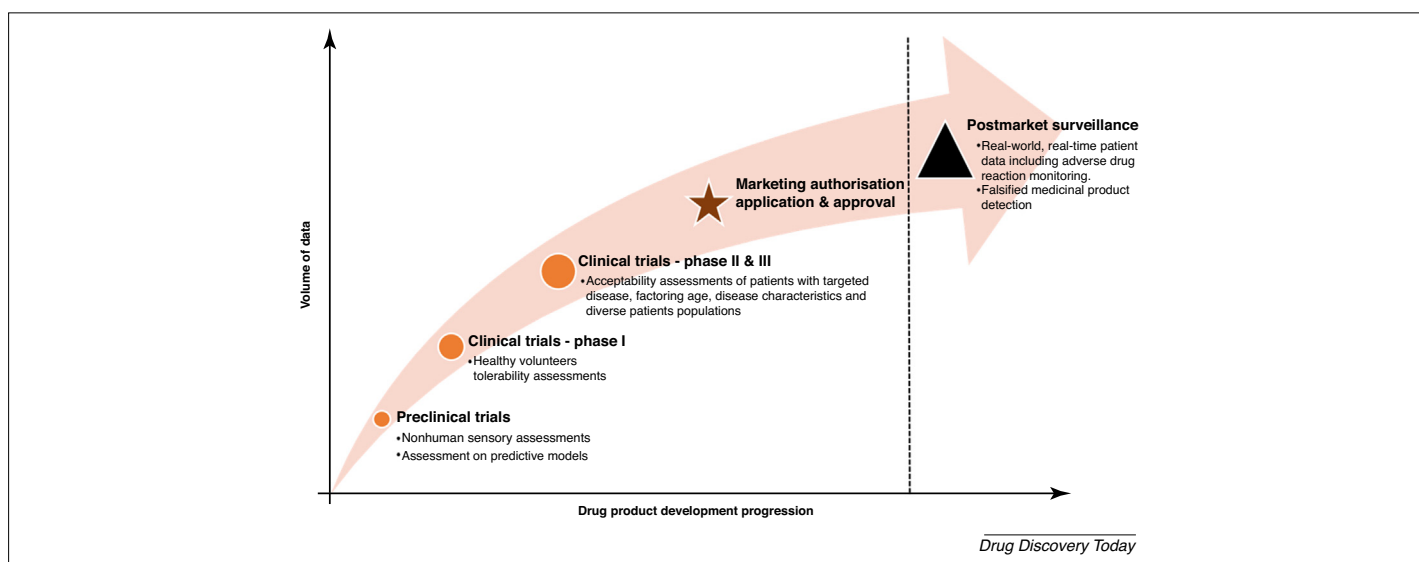 Postmarket surveillance
•Real-world, real-time patient
data including adverse drug
reaction monitoring.
•Falsified medicinal product
detection
Marketing authorisation
application & approval
Clinical trials - phase II & III
•Acceptability assessments of patients with targeted
disease, factoring age, disease characteristics and
diverse patients populations
Clinical trials - phase I
•Healthy volunteers
tolerability assessments
Preclinical trials
•Nonhuman sensory assessments
•Assessment on predictive models
Volume of data
Drug product development progression
Drug Discovery Today